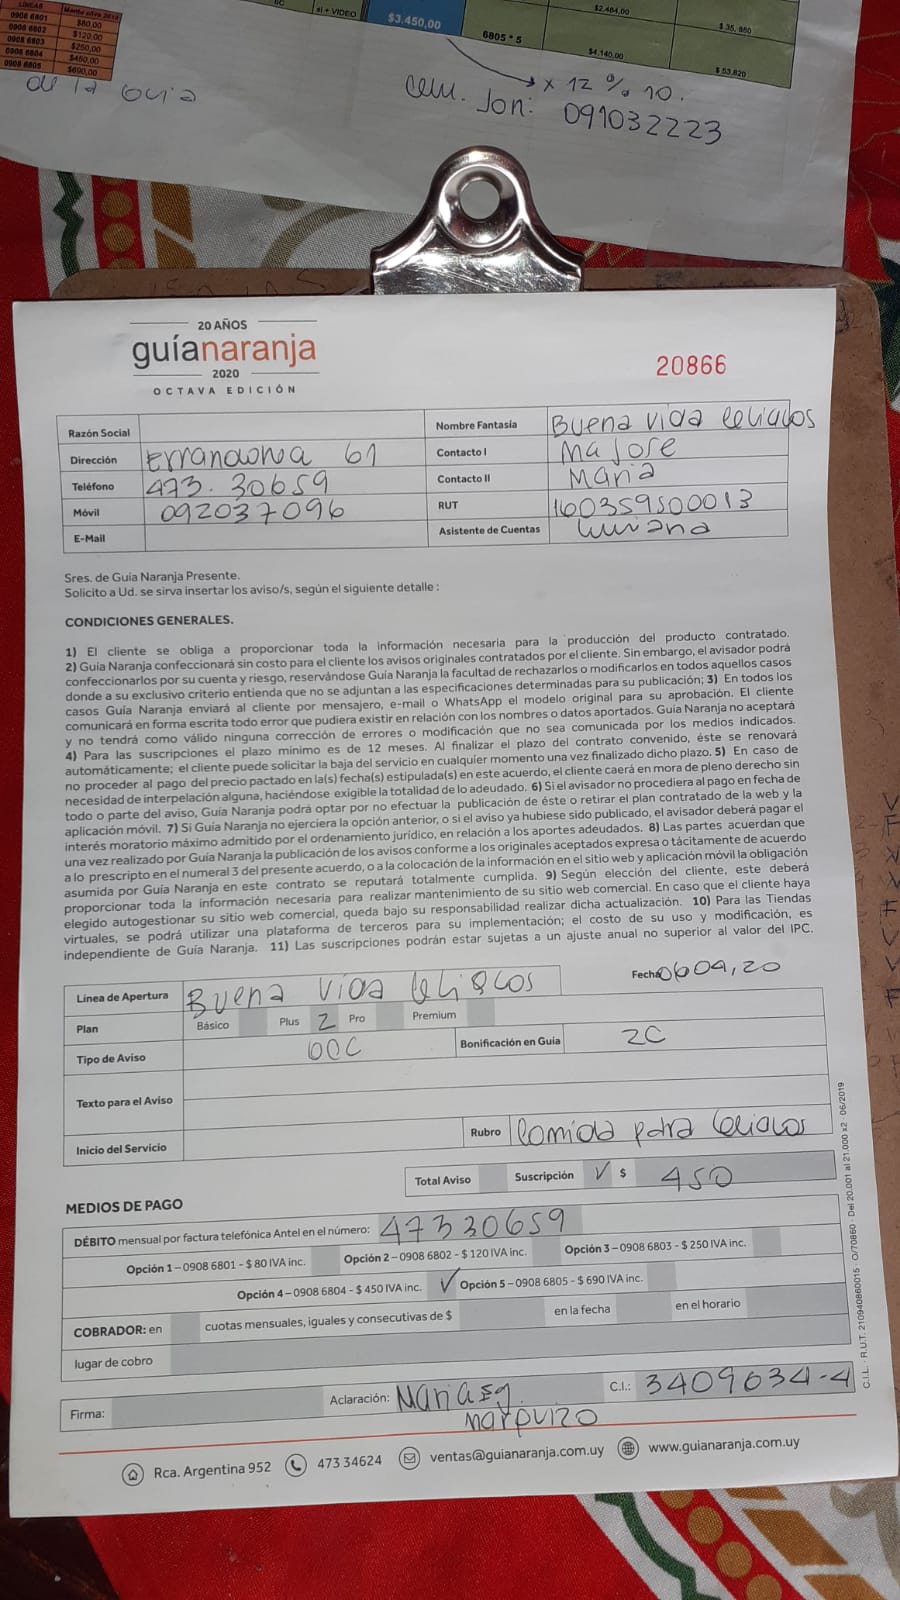 LÍNEAS
0908 6801 $80,00
0908 6802 $120,00
0908 6803 $250,00
0908 6804 $450,00
0908 6805 $690,00
si + VIDEO
$3.450,00
6805 * 5
$2.484,00
$4.140,00
$ 53,820
de la Guia
x 12 % 10.
Jon: 091032223
20 AÑOS
guíanaranja
2020
OCTAVA EDICIÓN
20866
Razón Social
Nombre Fantasía Buena vida Celiacos
Dirección Errandonea 61
Contacto I Ma Jose
Teléfono 473.30659
Contacto II Maria
Móvil 092037096
RUT 160359500013
E-Mail
Asistente de Cuentas
Sres. de Guía Naranja Presente.
Solicito a Ud. se sirva insertar los aviso/s, según el siguiente detalle :
CONDICIONES GENERALES.
1) El cliente se obliga a proporcionar toda la información necesaria para la producción del producto contratado.
2) Guía Naranja confeccionará sin costo para el cliente los avisos originales contratados por el cliente. Sin embargo, el avisador podrá
confeccionarlos por su cuenta y riesgo, reservándose Guía Naranja la facultad de rechazarlos o modificarlos en todos aquellos casos
donde a su exclusivo criterio entienda que no se adjuntan a las especificaciones determinadas para su publicación; 3) En todos los
casos Guía Naranja enviará al cliente por mensajero, e-mail o WhatsApp el modelo original para su aprobación. El cliente
comunicará en forma escrita todo error que pudiera existir en relación con los nombres o datos aportados. Guía Naranja no aceptará
y no tendrá como válido ninguna corrección de errores o modificación que no sea comunicada por los medios indicados.
4) Para las suscripciones el plazo mínimo es de 12 meses. Al finalizar el plazo del contrato convenido, éste se renovará
automáticamente; el cliente puede solicitar la baja del servicio en cualquier momento una vez finalizado dicho plazo. 5) En caso de
no proceder al pago del precio pactado en la(s) fecha(s) estipulada(s) en este acuerdo, el cliente caerá en mora de pleno derecho sin
necesidad de interpelación alguna, haciéndose exigible la totalidad de lo adeudado. 6) Si el avisador no procediera al pago en fecha de
todo o parte del aviso, Guía Naranja podrá optar por no efectuar la publicación de éste o retirar el plan contratado de la web y la
aplicación móvil. 7) Si Guía Naranja no ejerciera la opción anterior, o si el aviso ya hubiese sido publicado, el avisador deberá pagar el
interés moratorio máximo admitido por el ordenamiento jurídico, en relación a los aportes adeudados. 8) Las partes acuerdan que
una vez realizado por Guía Naranja la publicación de los avisos conforme a los originales aceptados expresa o tácitamente de acuerdo
a lo prescripto en el numeral 3 del presente acuerdo, o a la colocación de la información en el sitio web y aplicación móvil la obligación
asumida por Guía Naranja en este contrato se reputará totalmente cumplida. 9) Según elección del cliente, este deberá
proporcionar toda la información necesaria para realizar mantenimiento de su sitio web comercial. En caso que el cliente haya
elegido autogestionar su sitio web comercial, queda bajo su responsabilidad realizar dicha actualización. 10) Para las Tiendas
virtuales, se podrá utilizar una plataforma de terceros para su implementación; el costo de su uso y modificación, es
independiente de Guía Naranja. 11) Las suscripciones podrán estar sujetas a un ajuste anual no superior al valor del IPC.
Línea de Apertura Buena vida Celiacos
Fecha 0604,20
Plan Básico Plus 2 Pro Premium
Tipo de Aviso OCC Bonificación en Guía 2C
Texto para el Aviso
Inicio del Servicio
Rubro Comida para Celiacos
Total Aviso Suscripción ✓ $ 450
MEDIOS DE PAGO
DÉBITO mensual por factura telefónica Antel en el número: 47330659
Opción 1 – 0908 6801 - $ 80 IVA inc. Opción 2 – 0908 6802 - $ 120 IVA inc. Opción 3 – 0908 6803 - $ 250 IVA inc.
Opción 4 – 0908 6804 - $ 450 IVA inc. ✓ Opción 5 – 0908 6805 - $ 690 IVA inc.
COBRADOR: en cuotas mensuales, iguales y consecutivas de $ en la fecha en el horario
lugar de cobro
Firma: Aclaración: Maria
C.I.: 3409634-4
Marquizo
Rca. Argentina 952 473 34624 ventas@guianaranja.com.uy www.guianaranja.com.uy
C.I.L. · R.U.T. 210940860015 · O/70860 · Del 20.001 al 21.000 x2 · 06/2019